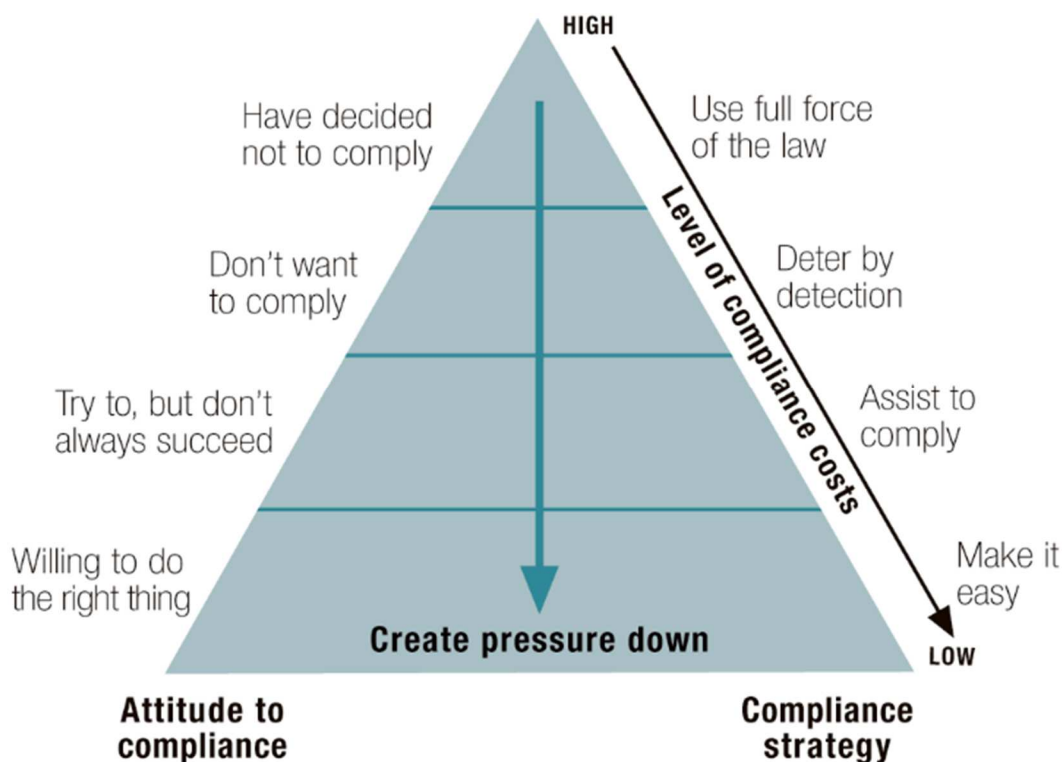 HIGH
Have decided
not to comply
Use full force
of the law
Don't want
to comply
Deter by
detection
Level of compliance costs
Try to, but don't
always succeed
Assist to
comply
Willing to do
the right thing
Make it
easy
Create pressure down
LOW
Attitude to
compliance
Compliance
strategy